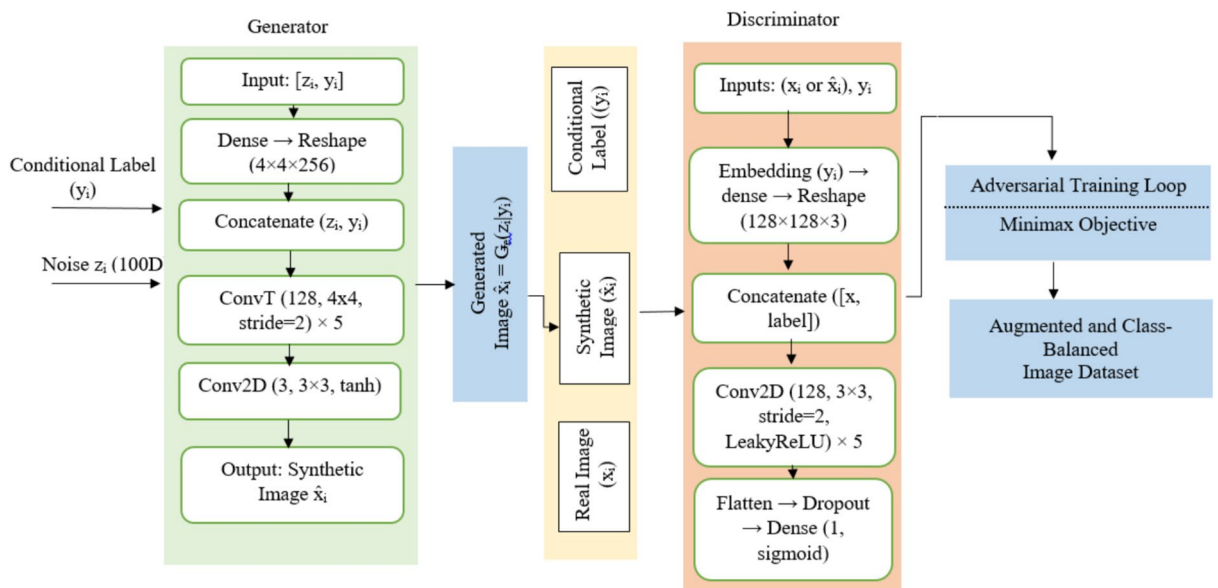 Generator
Input: [zᵢ, yᵢ]
Dense → Reshape
(4×4×256)
Concatenate (zᵢ, yᵢ)
ConvT (128, 4x4,
stride=2) × 5
Conv2D (3, 3×3, tanh)
Output: Synthetic
Image x̂ᵢ
Conditional Label
(yᵢ)
Noise zᵢ (100D
Generated
Image x̂ᵢ = G(zᵢ|yᵢ)
Conditional
Label ((yᵢ)
Synthetic
Image (x̂ᵢ)
Real Image
(xᵢ)
Discriminator
Inputs: (xᵢ or x̂ᵢ), yᵢ
Embedding (yᵢ) →
dense → Reshape
(128×128×3)
Concatenate ([x,
label])
Conv2D (128, 3×3,
stride=2,
LeakyReLU) × 5
Flatten → Dropout
→ Dense (1,
sigmoid)
Adversarial Training Loop
Minimax Objective
Augmented and Class-
Balanced
Image Dataset